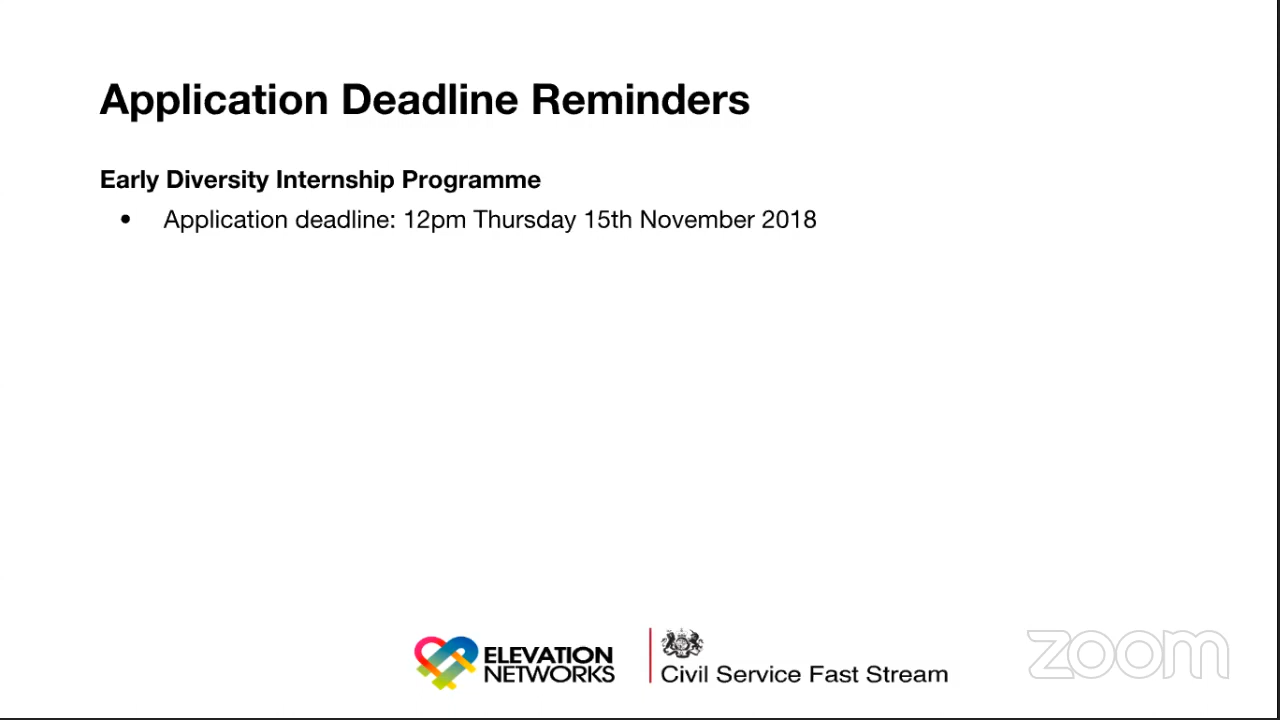 Application Deadline Reminders
Early Diversity Internship Programme
• Application deadline: 12pm Thursday 15th November 2018
ELEVATION
NETWORKS
Civil Service Fast Stream
zoom